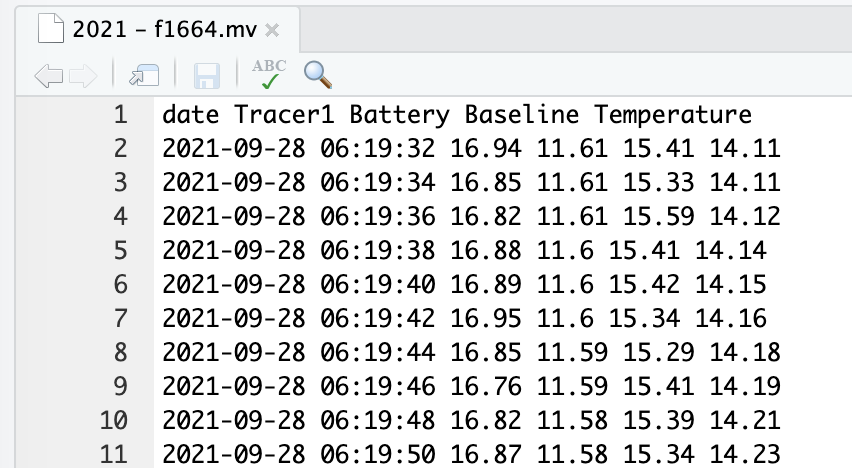 2021 – f1664.mv
ABC
1 date Tracer1 Battery Baseline Temperature
2 2021-09-28 06:19:32 16.94 11.61 15.41 14.11
3 2021-09-28 06:19:34 16.85 11.61 15.33 14.11
4 2021-09-28 06:19:36 16.82 11.61 15.59 14.12
5 2021-09-28 06:19:38 16.88 11.6 15.41 14.14
6 2021-09-28 06:19:40 16.89 11.6 15.42 14.15
7 2021-09-28 06:19:42 16.95 11.6 15.34 14.16
8 2021-09-28 06:19:44 16.85 11.59 15.29 14.18
9 2021-09-28 06:19:46 16.76 11.59 15.41 14.19
10 2021-09-28 06:19:48 16.82 11.58 15.39 14.21
11 2021-09-28 06:19:50 16.87 11.58 15.34 14.23